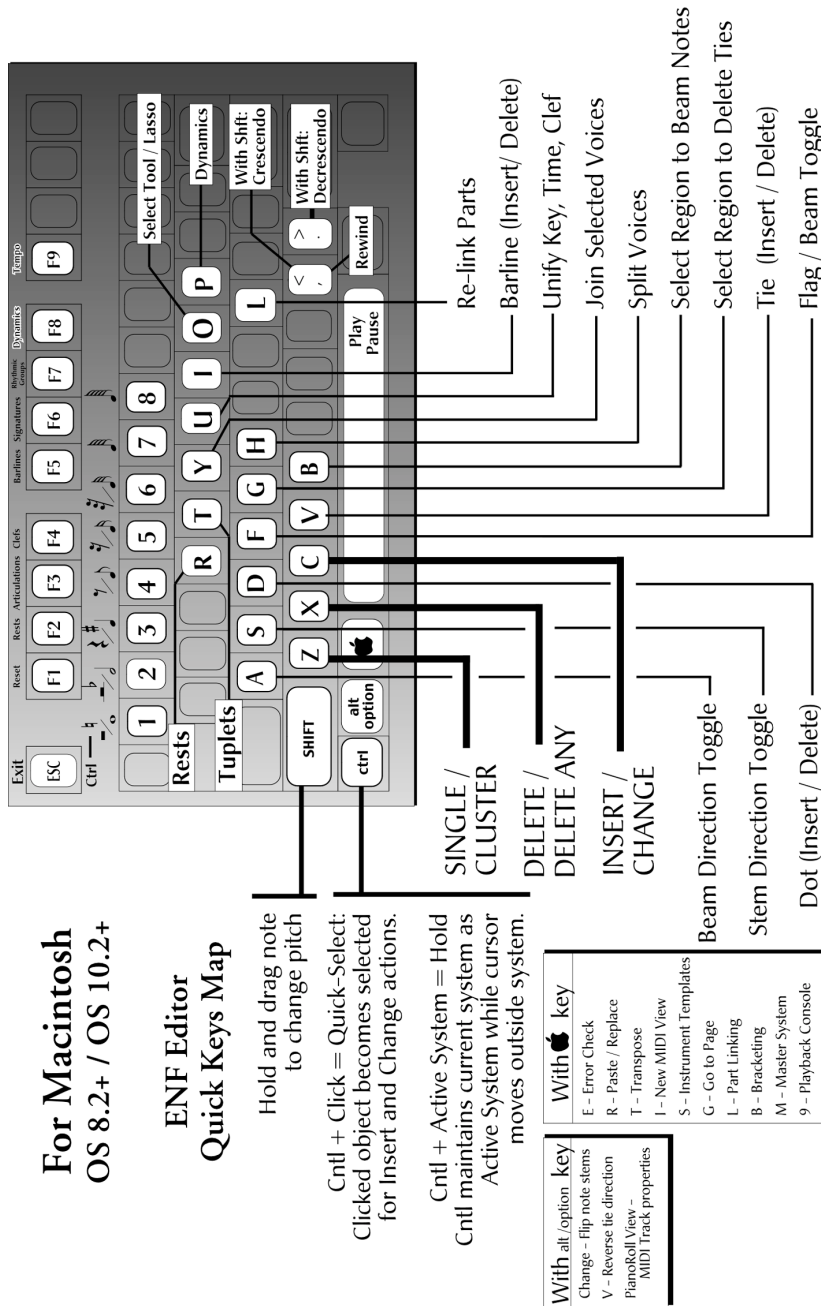 For Macintosh
OS 8.2+ / OS 10.2+
ENF Editor
Quick Keys Map
Hold and drag note
to change pitch
Cntl + Click = Quick-Select:
Clicked object becomes selected
for Insert and Change actions.
Cntl + Active System = Hold
Cntl maintains current system as
Active System while cursor
moves outside system.
Exit
Reset
Rests
Articulations
Clefs
Barlines
Signatures
Rhythmic
Groups
Dynamics
Tempo
ESC
F1
F2
F3
F4
F5
F6
F7
F8
F9
Ctrl
1
2
3
4
5
6
7
8
Rests
Tuplets
Select Tool / Lasso
Dynamics
With Shft:
Crescendo
With Shft:
Decrescendo
Rewind
R
T
Y
U
I
O
P
A
S
D
F
G
H
L
SHIFT
Z
X
C
V
B
<
,
>
.
ctrl
alt
option
Play
Pause
SINGLE /
CLUSTER
DELETE /
DELETE ANY
INSERT /
CHANGE
Re-link Parts
Barline (Insert/ Delete)
Unify Key, Time, Clef
Join Selected Voices
Split Voices
Select Region to Beam Notes
Select Region to Delete Ties
Tie (Insert / Delete)
Flag / Beam Toggle
Beam Direction Toggle
Stem Direction Toggle
Dot (Insert / Delete)
With alt /option key
Change – Flip note stems
V – Reverse tie direction
PianoRoll View –
MIDI Track properties
With key
E – Error Check
R – Paste / Replace
T – Transpose
I – New MIDI View
S – Instrument Templates
G – Go to Page
L – Part Linking
B – Bracketing
M – Master System
9 – Playback Console